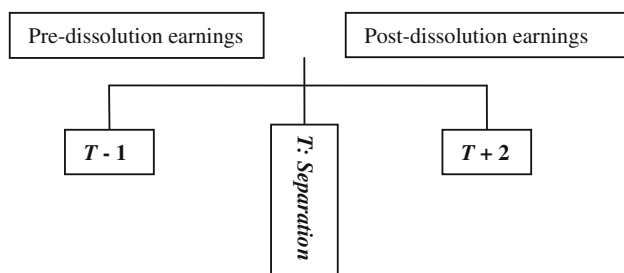 Pre-dissolution earnings
Post-dissolution earnings
T - 1
T: Separation
T + 2